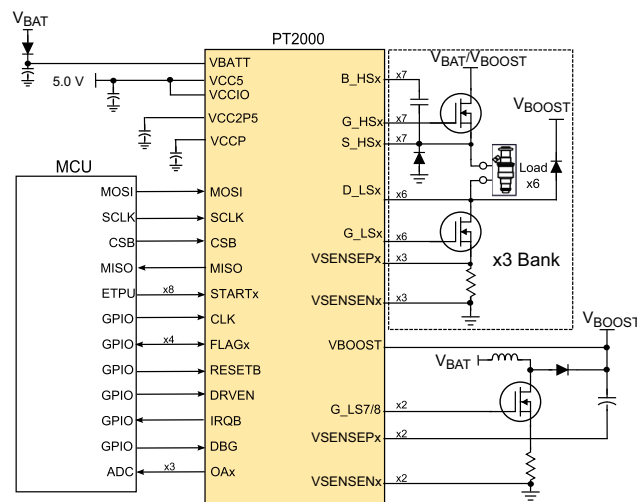 PT2000
VBAT
VBATT
5.0 V
VCC5
VCCIO
VCC2P5
VCCP
MCU
MOSI MOSI
SCLK SCLK
CSB CSB
MISO MISO
ETPU x8 STARTx
GPIO CLK
GPIO x4 FLAGx
GPIO RESETB
GPIO DRVEN
GPIO IRQB
GPIO DBG
ADC x3 OAx
B_HSx x7
G_HSx x7
S_HSx x7
D_LSx x6
G_LSx x6
VSENSEPx x3
VSENSENx x3
VBOOST
G_LS7/8 x2
VSENSEPx x2
VSENSENx x2
VBAT/VBOOST
VBOOST
Load
x6
x3 Bank
VBOOST
VBAT